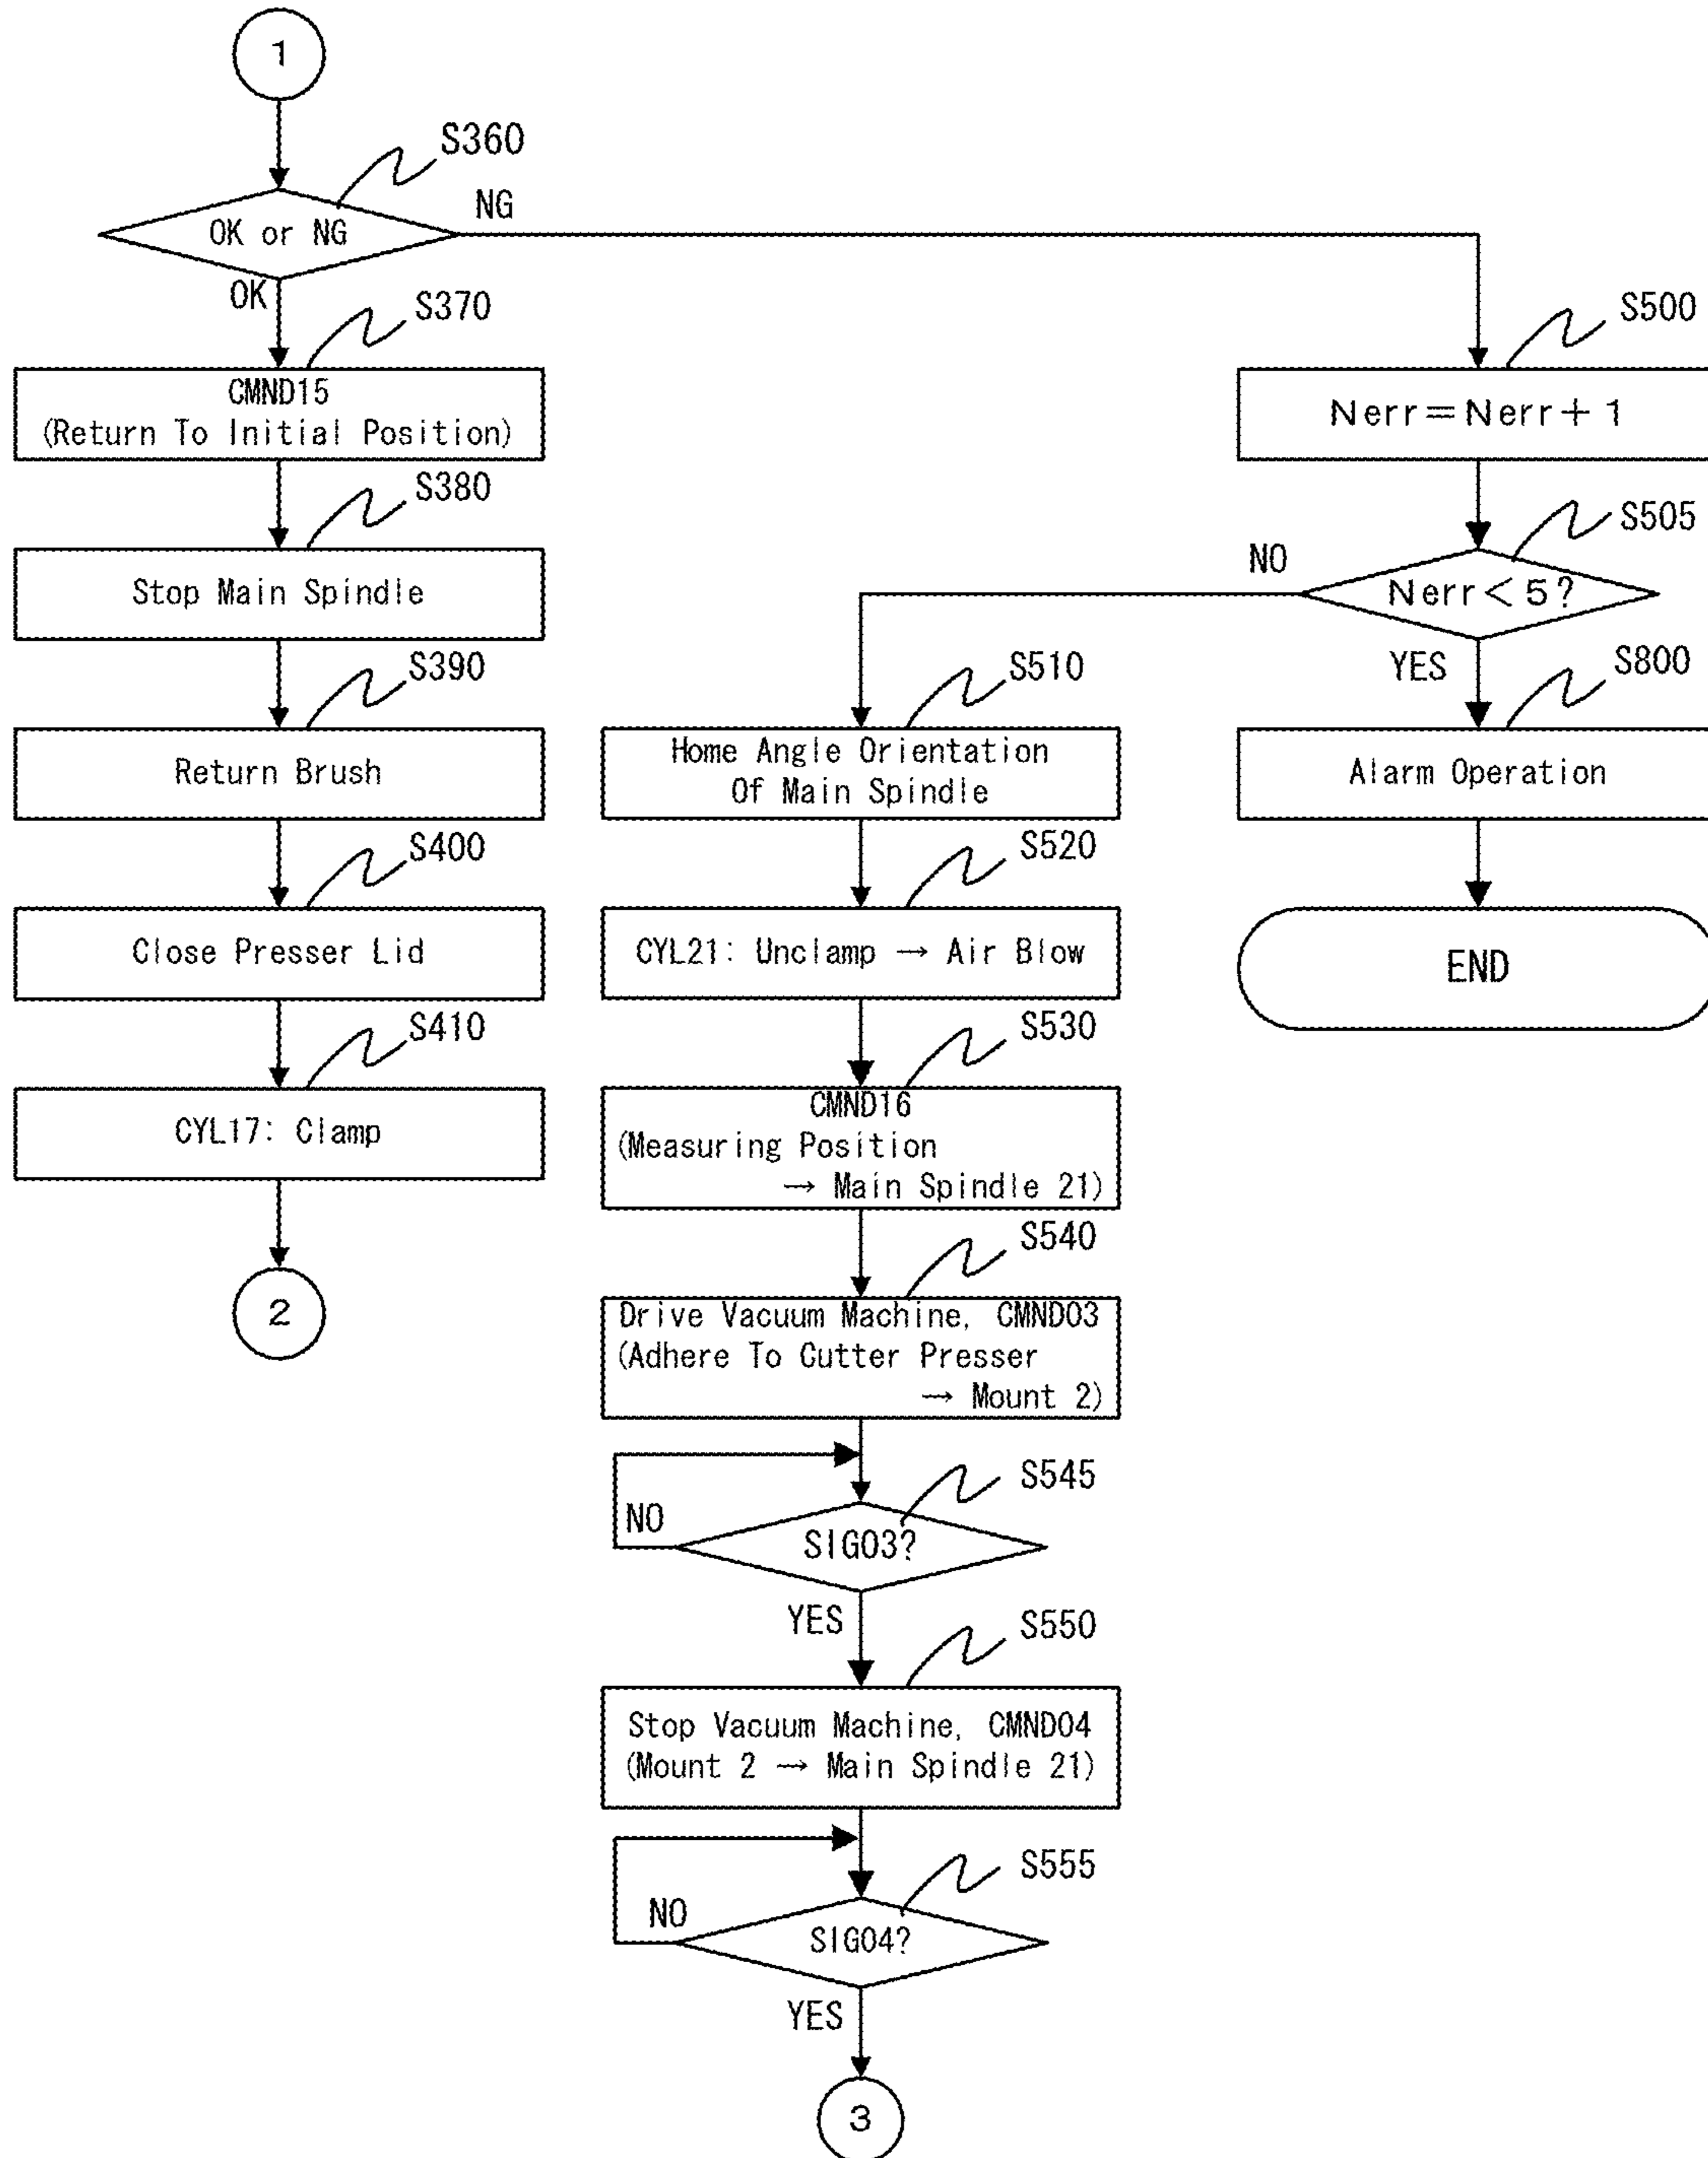 1
S360
OK or NG
NG
OK
S370
CMND15
(Return To Initial Position)
S380
Stop Main Spindle
S390
Return Brush
S400
Close Presser Lid
S410
CYL17: Clamp
2
S500
Nerr=Nerr+1
S505
Nerr<5?
NO
YES
S800
Alarm Operation
END
S510
Home Angle Orientation
Of Main Spindle
S520
CYL21: Unclamp → Air Blow
S530
CMND16
(Measuring Position
→ Main Spindle 21)
S540
Drive Vacuum Machine, CMND03
(Adhere To Cutter Presser
→ Mount 2)
S545
NO
SIG03?
YES
S550
Stop Vacuum Machine, CMND04
(Mount 2 → Main Spindle 21)
S555
NO
SIG04?
YES
3